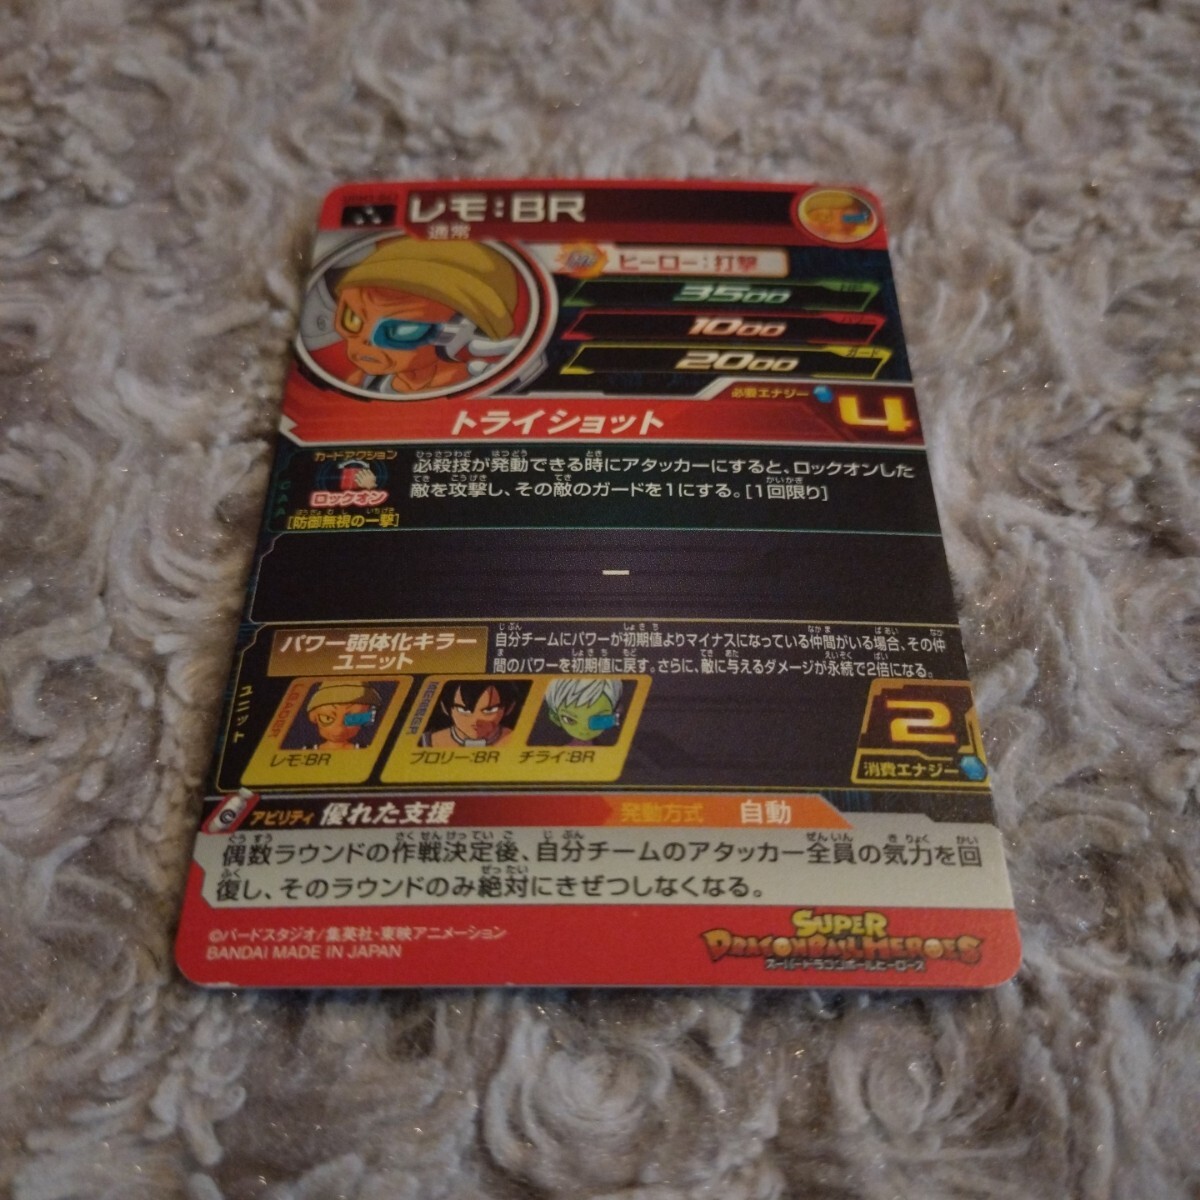 レモ:BR
通常
ヒーロー:打撃
3500
1000
2000
ガード
必要エナジー 4
トライショット
CAA
カードアクション
ロックオン
[防御無視の一撃]
必殺技が発動できる時にアタッカーにすると、ロックオンした
敵を攻撃し、その敵のガードを1にする。[1回限り]
ー
ユニット
パワー弱体化キラー
ユニット
自分チームにパワーが初期値よりマイナスになっている仲間がいる場合、その仲
間のパワーを初期値に戻す。さらに、敵に与えるダメージが永続で2倍になる。
LEADER
レモ:BR
MEMBER
ブロリー:BR チライ:BR
2
消費エナジー
アビリティ 優れた支援 発動方式 自動
偶数ラウンドの作戦決定後、自分チームのアタッカー全員の気力を回
復し、そのラウンドのみ絶対にきぜつしなくなる。
©バードスタジオ/集英社・東映アニメーション
BANDAI MADE IN JAPAN
SUPER
DRAGONBALL HEROES
スーパードラゴンボールヒーローズ